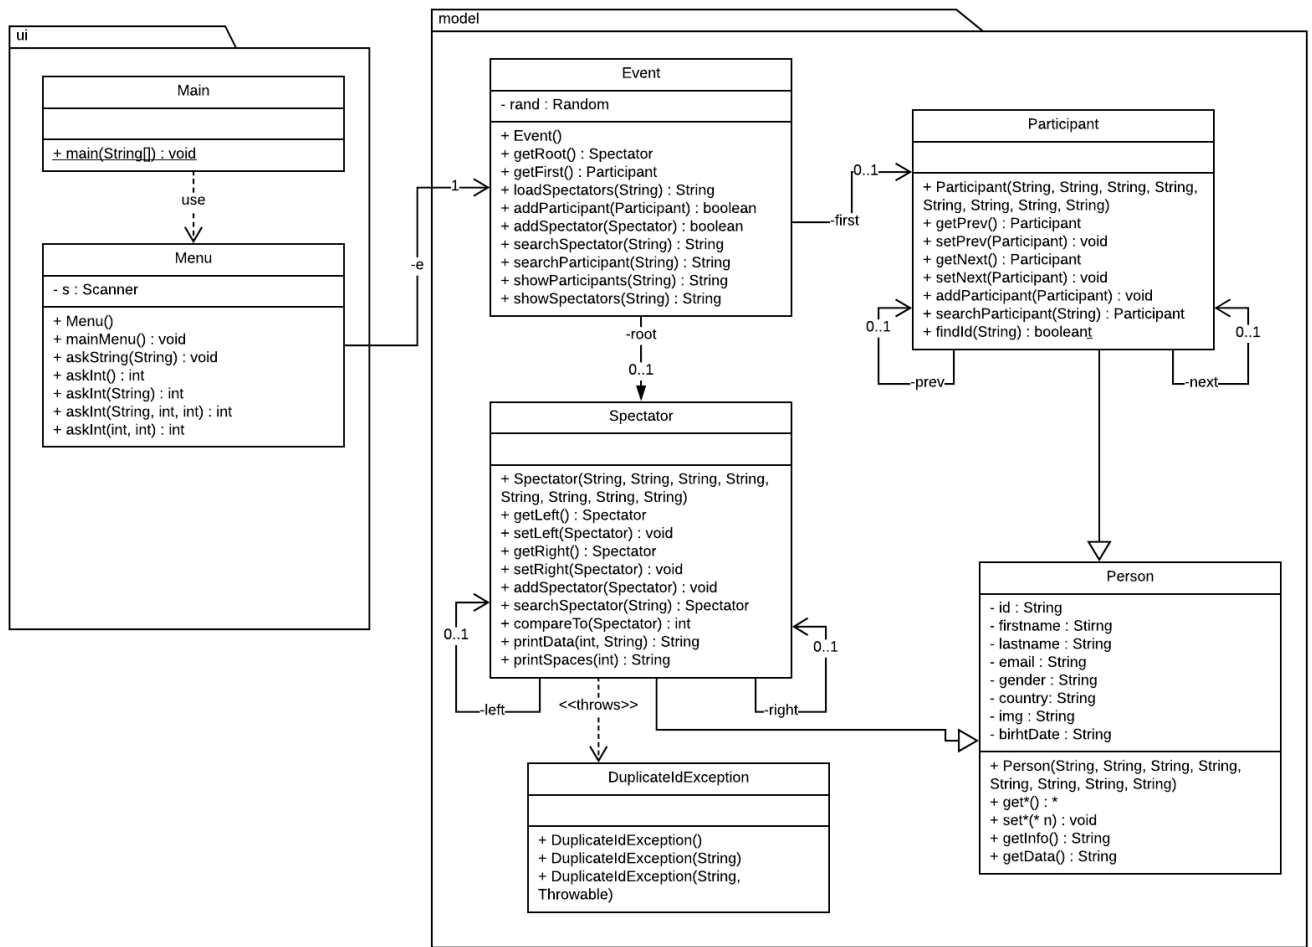 ui
Main
+ main(String[]) : void
use
Menu
- s : Scanner
+ Menu()
+ mainMenu() : void
+ askString(String) : void
+ askInt() : int
+ askInt(String) : int
+ askInt(String, int, int) : int
+ askInt(int, int) : int
-e
1
model
Event
- rand : Random
+ Event()
+ getRoot() : Spectator
+ getFirst() : Participant
+ loadSpectators(String) : String
+ addParticipant(Participant) : boolean
+ addSpectator(Spectator) : boolean
+ searchSpectator(String) : String
+ searchParticipant(String) : String
+ showParticipants(String) : String
+ showSpectators(String) : String
-first
0..1
Participant
+ Participant(String, String, String, String,
String, String, String, String)
+ getPrev() : Participant
+ setPrev(Participant) : void
+ getNext() : Participant
+ setNext(Participant) : void
+ addParticipant(Participant) : void
+ searchParticipant(String) : Participant
+ findId(String) : booleant
0..1
-prev
0..1
-next
-root
0..1
Spectator
+ Spectator(String, String, String, String,
String, String, String, String)
+ getLeft() : Spectator
+ setLeft(Spectator) : void
+ getRight() : Spectator
+ setRight(Spectator) : void
+ addSpectator(Spectator) : void
+ searchSpectator(String) : Spectator
+ compareTo(Spectator) : int
+ printData(int, String) : String
+ printSpaces(int) : String
0..1
-left
<<throws>>
0..1
-right
DuplicateIdException
+ DuplicateIdException()
+ DuplicateIdException(String)
+ DuplicateIdException(String,
Throwable)
Person
- id : String
- firstname : Stirng
- lastname : String
- email : String
- gender : String
- country: String
- img : String
- birhtDate : String
+ Person(String, String, String, String,
String, String, String, String)
+ get*() : *
+ set*(* n) : void
+ getInfo() : String
+ getData() : String